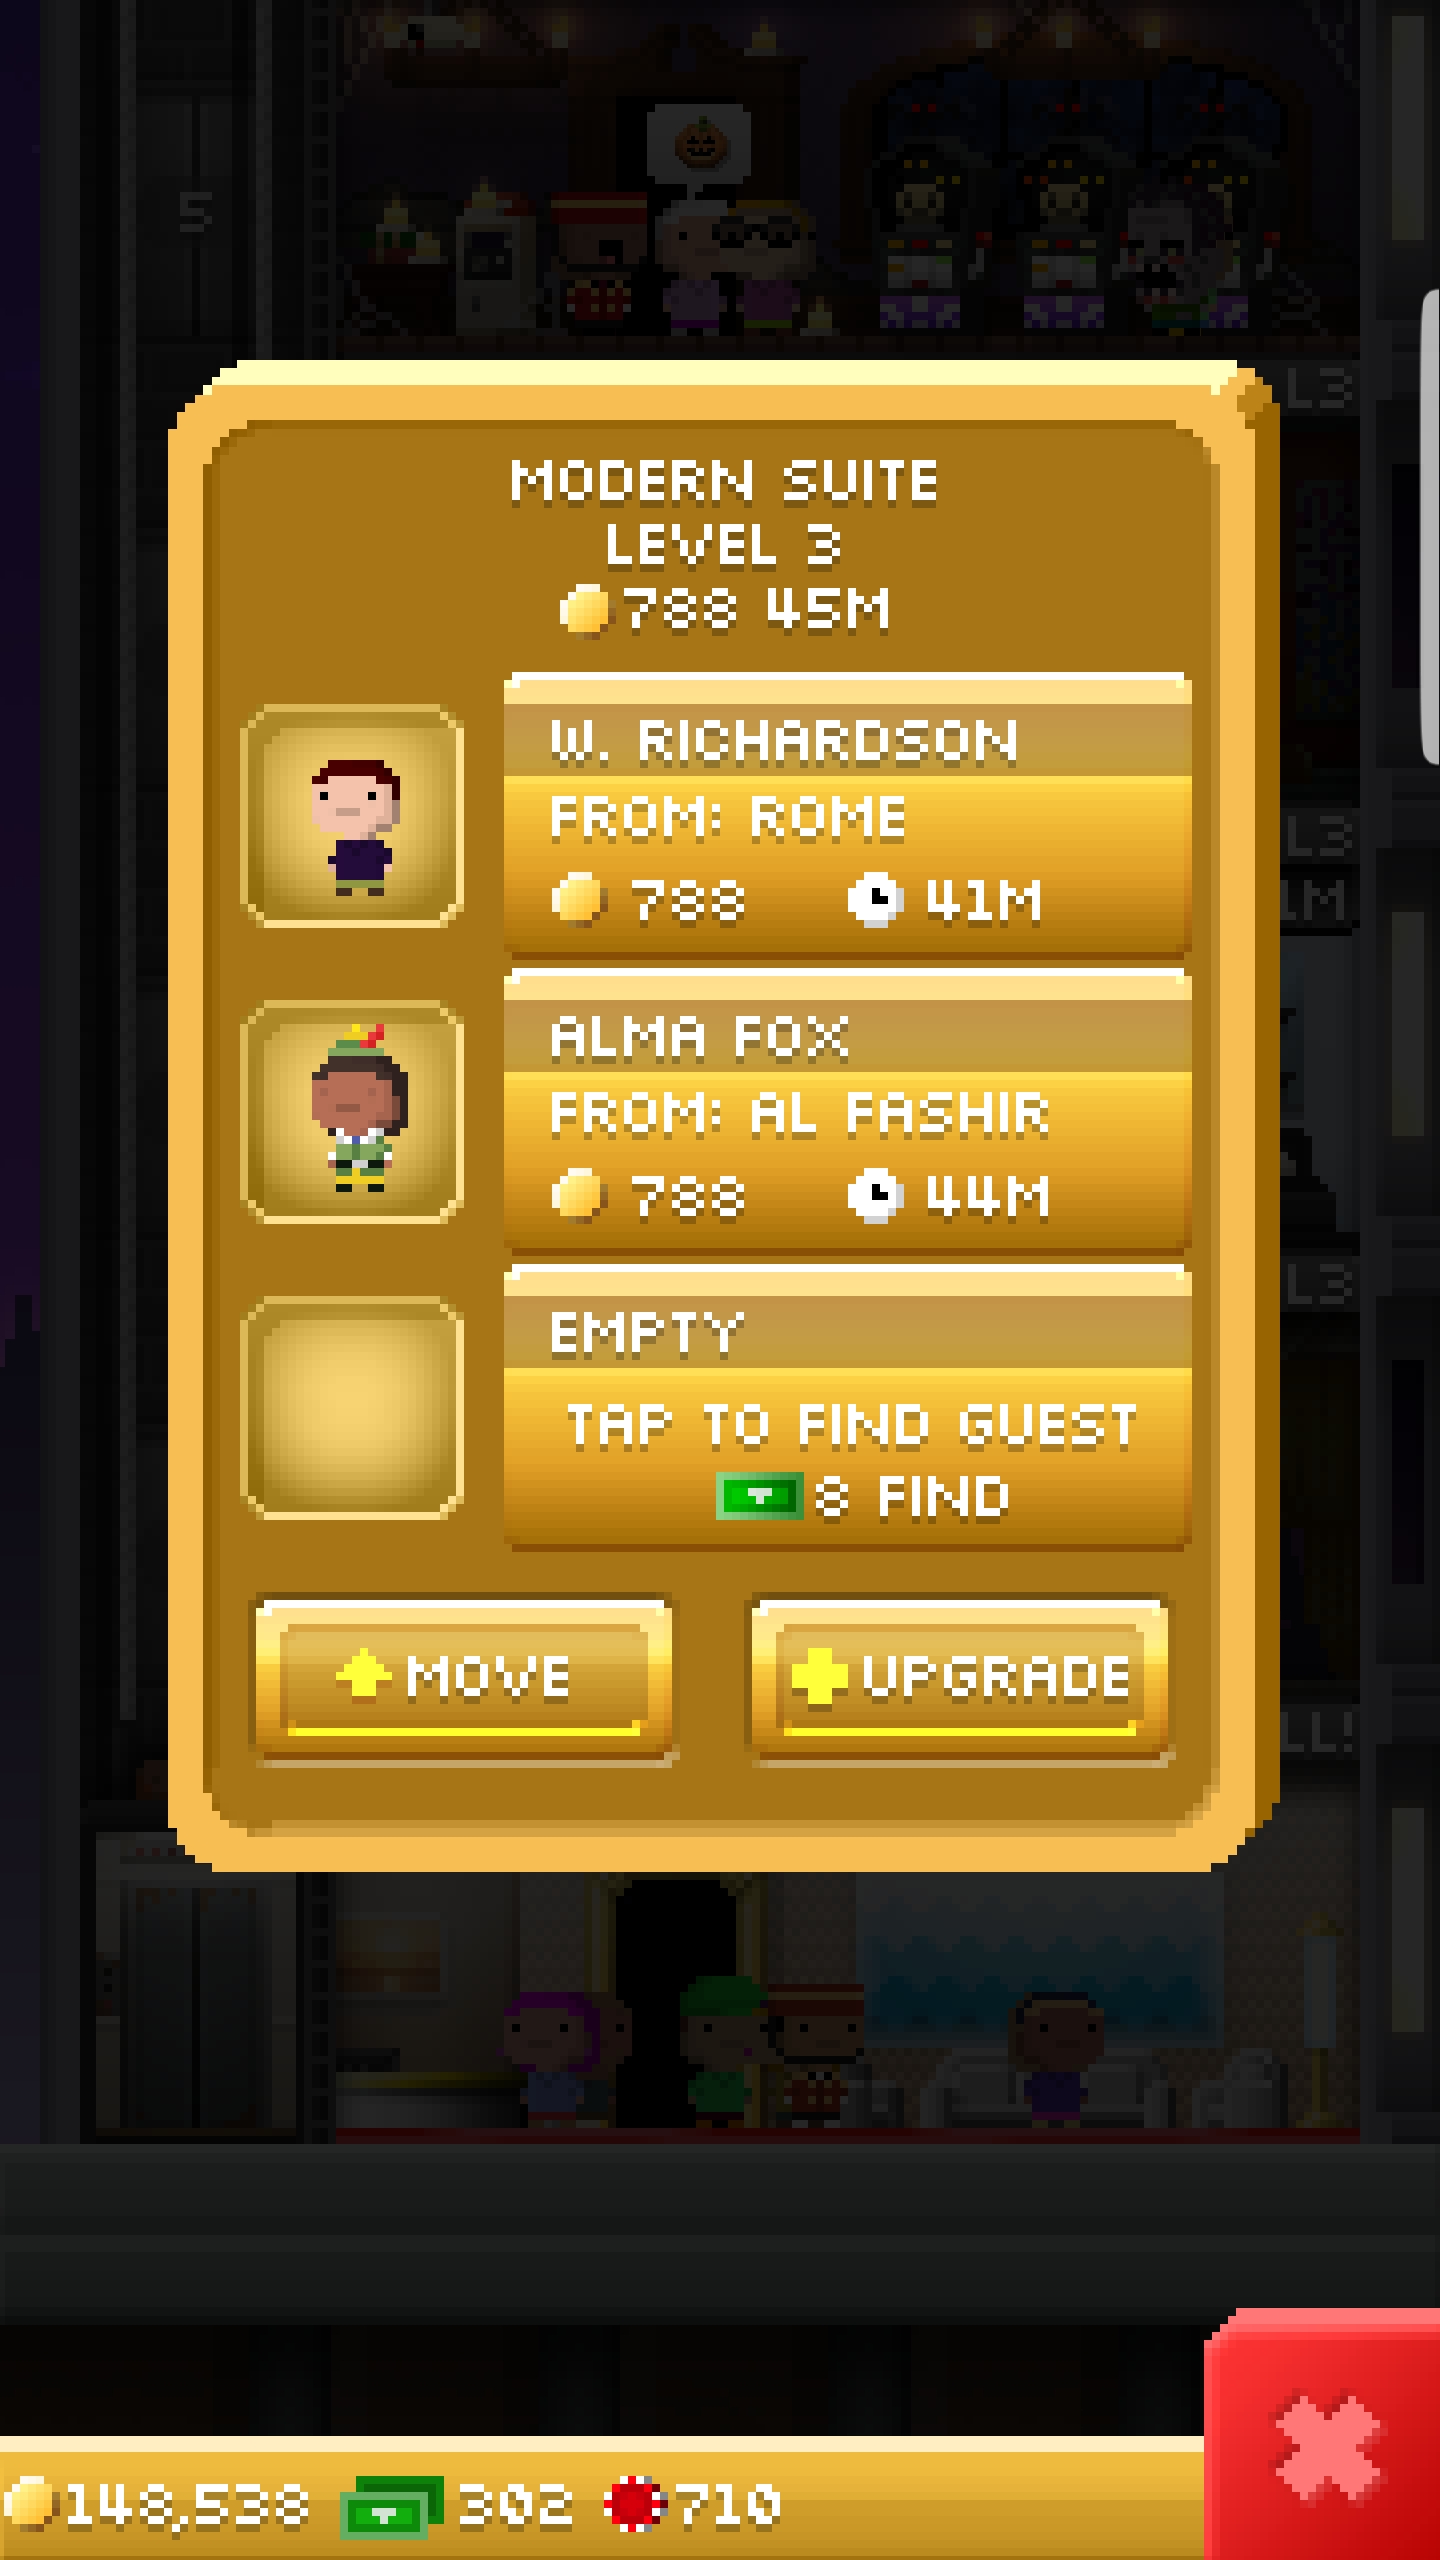 5
L3
MODERN SUITE
LEVEL 3
788 45M
W. RICHARDSON
FROM: ROME
788 41M
L3
1M
ALMA FOX
FROM: AL FASHIR
788 44M
L3
EMPTY
TAP TO FIND GUEST
8 FIND
MOVE
UPGRADE
LL!
148,538 302 710